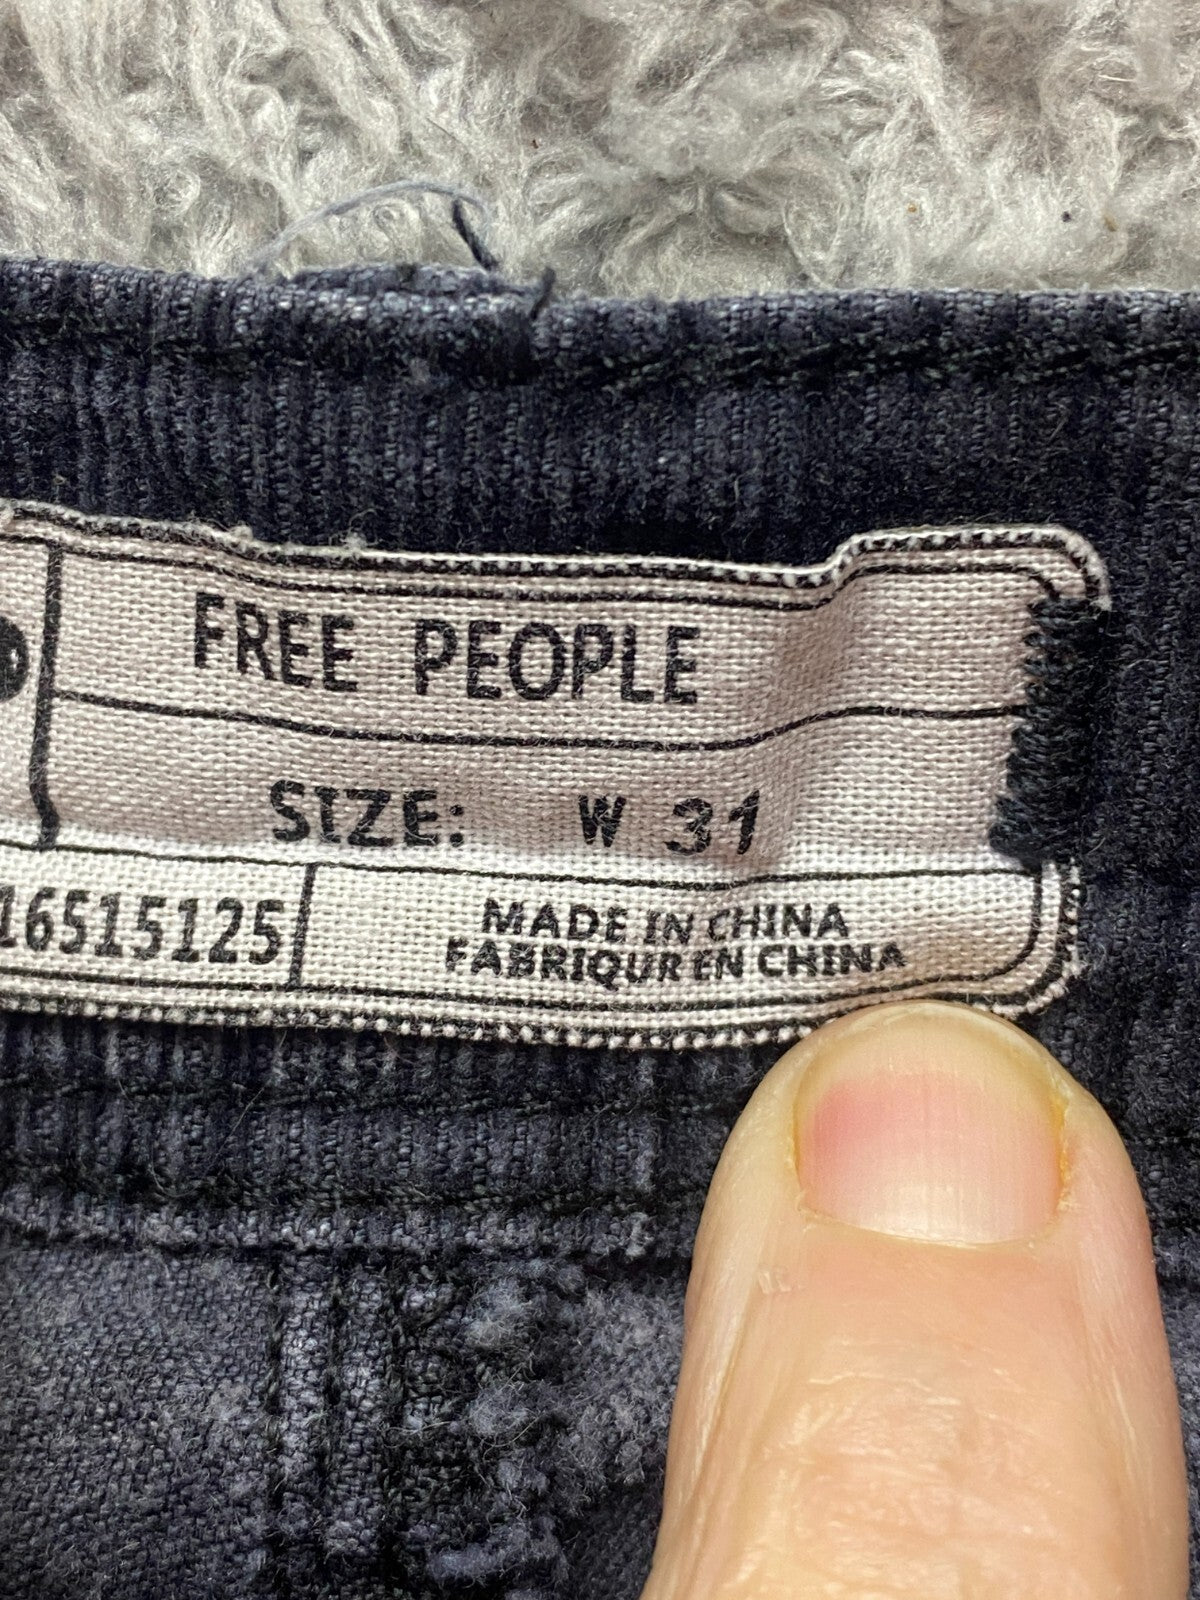 FREE PEOPLE
SIZE: W 31
16515125
MADE IN CHINA
FABRIQUR EN CHINA